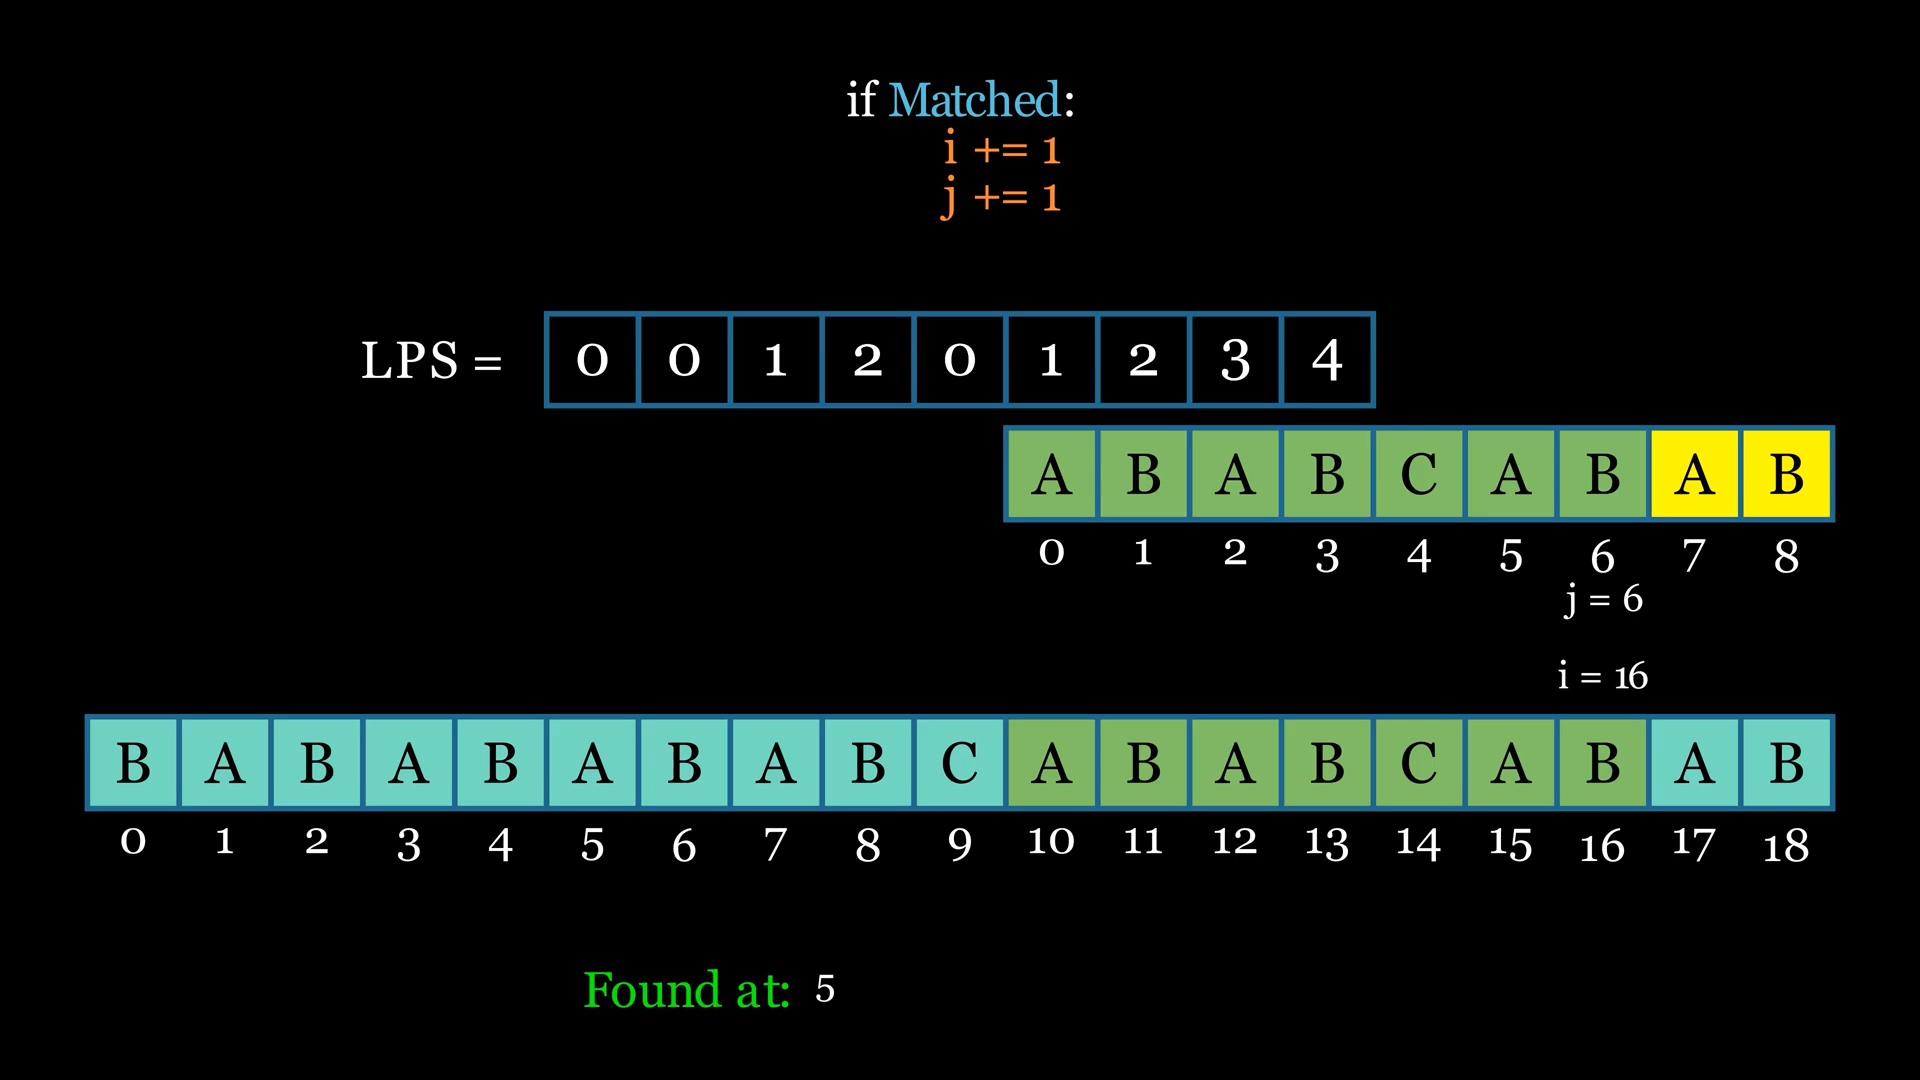 if Matched:
i += 1
j += 1
LPS = 0 0 1 2 0 1 2 3 4
A B A B C A B A B
0 1 2 3 4 5 6 7 8
j = 6
i = 16
B A B A B A B A B C A B A B C A B A B
0 1 2 3 4 5 6 7 8 9 10 11 12 13 14 15 16 17 18
Found at: 5